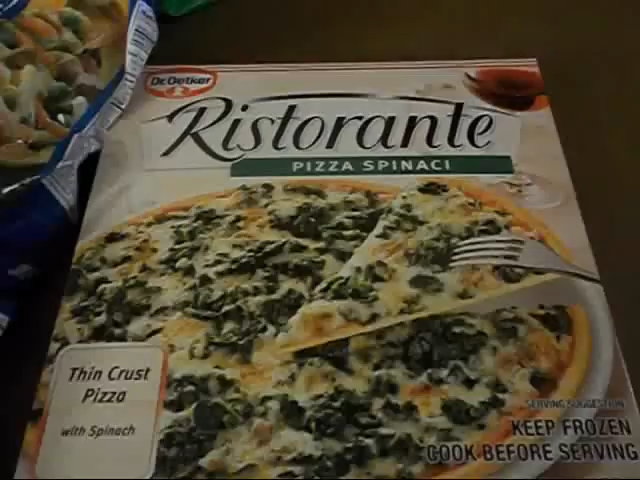 Dr. Oetker
Ristorante
PIZZA SPINACI
Thin Crust
Pizza
with Spinach
SERVING SUGGESTION
KEEP FROZEN
COOK BEFORE SERVING